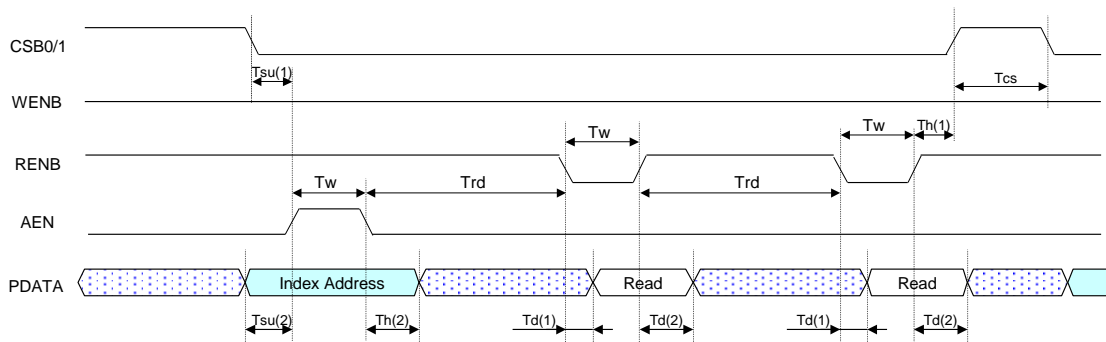 CSB0/1
Tsu(1)
Tcs
WENB
Tw
Tw
Th(1)
RENB
Tw
Trd
Trd
AEN
PDATA
Index Address
Read
Read
Tsu(2)
Th(2)
Td(1)
Td(2)
Td(1)
Td(2)